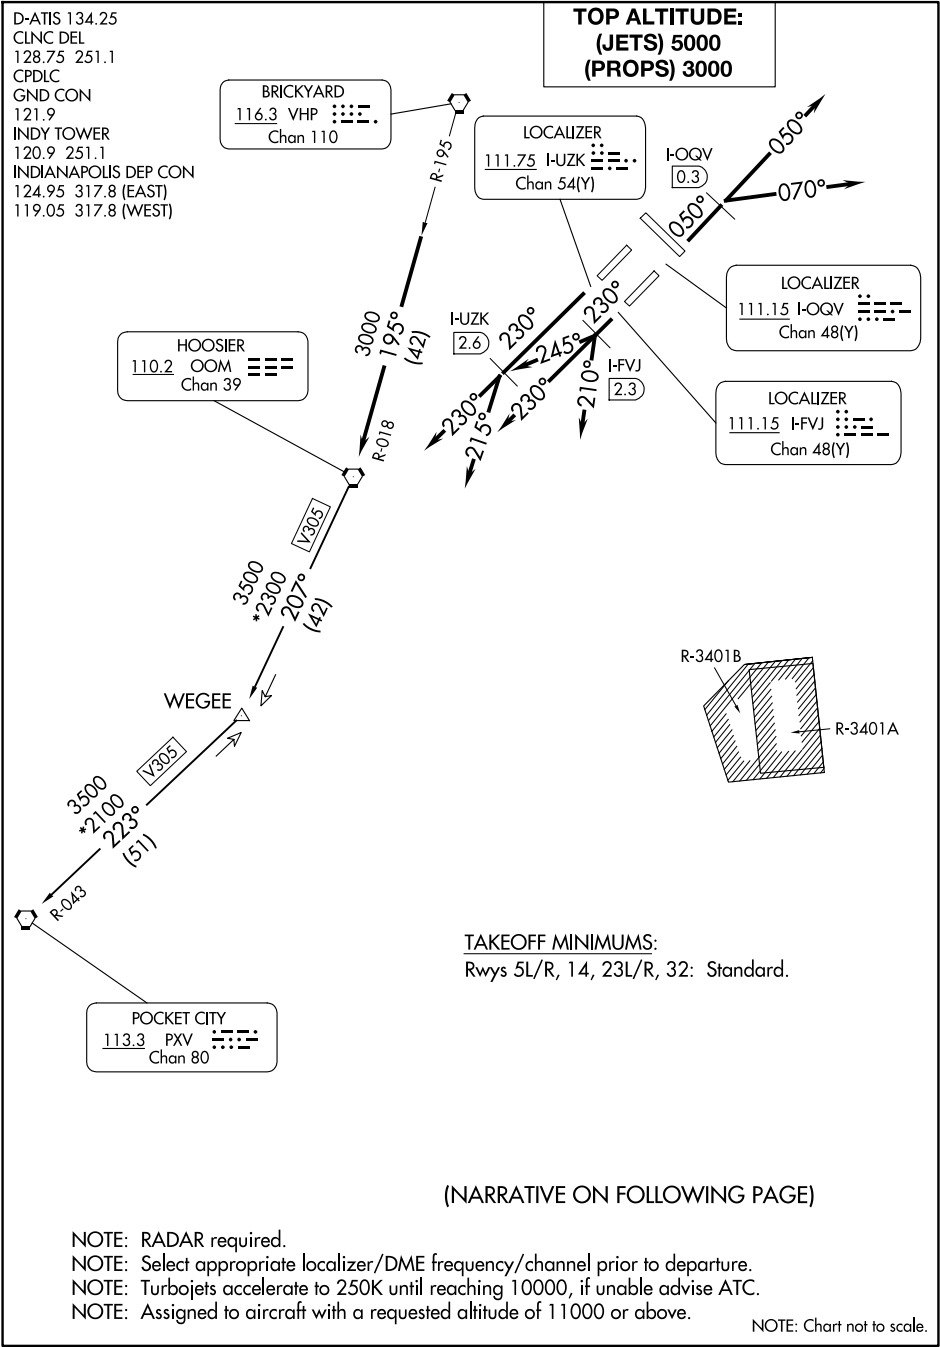 D-ATIS 134.25
CLNC DEL
128.75 251.1
CPDLC
GND CON
121.9
INDY TOWER
120.9 251.1
INDIANAPOLIS DEP CON
124.95 317.8 (EAST)
119.05 317.8 (WEST)
TOP ALTITUDE:
(JETS) 5000
(PROPS) 3000
BRICKYARD
116.3 VHP
Chan 110
R-195
LOCALIZER
111.75 I-UZK
Chan 54(Y)
I-OQV
0.3
050°
050°
070°
LOCALIZER
111.15 I-OQV
Chan 48(Y)
LOCALIZER
111.15 I-FVJ
Chan 48(Y)
I-UZK
2.6
230°
230°
245°
I-FVJ
2.3
230°
215°
230°
210°
3000
195°
(42)
HOOSIER
110.2 OOM
Chan 39
R-018
V305
3500
*2300
207°
(42)
WEGEE
V305
3500
*2100
223°
(51)
R-043
POCKET CITY
113.3 PXV
Chan 80
R-3401B
R-3401A
TAKEOFF MINIMUMS:
Rwys 5L/R, 14, 23L/R, 32: Standard.
(NARRATIVE ON FOLLOWING PAGE)
NOTE: RADAR required.
NOTE: Select appropriate localizer/DME frequency/channel prior to departure.
NOTE: Turbojets accelerate to 250K until reaching 10000, if unable advise ATC.
NOTE: Assigned to aircraft with a requested altitude of 11000 or above.
NOTE: Chart not to scale.